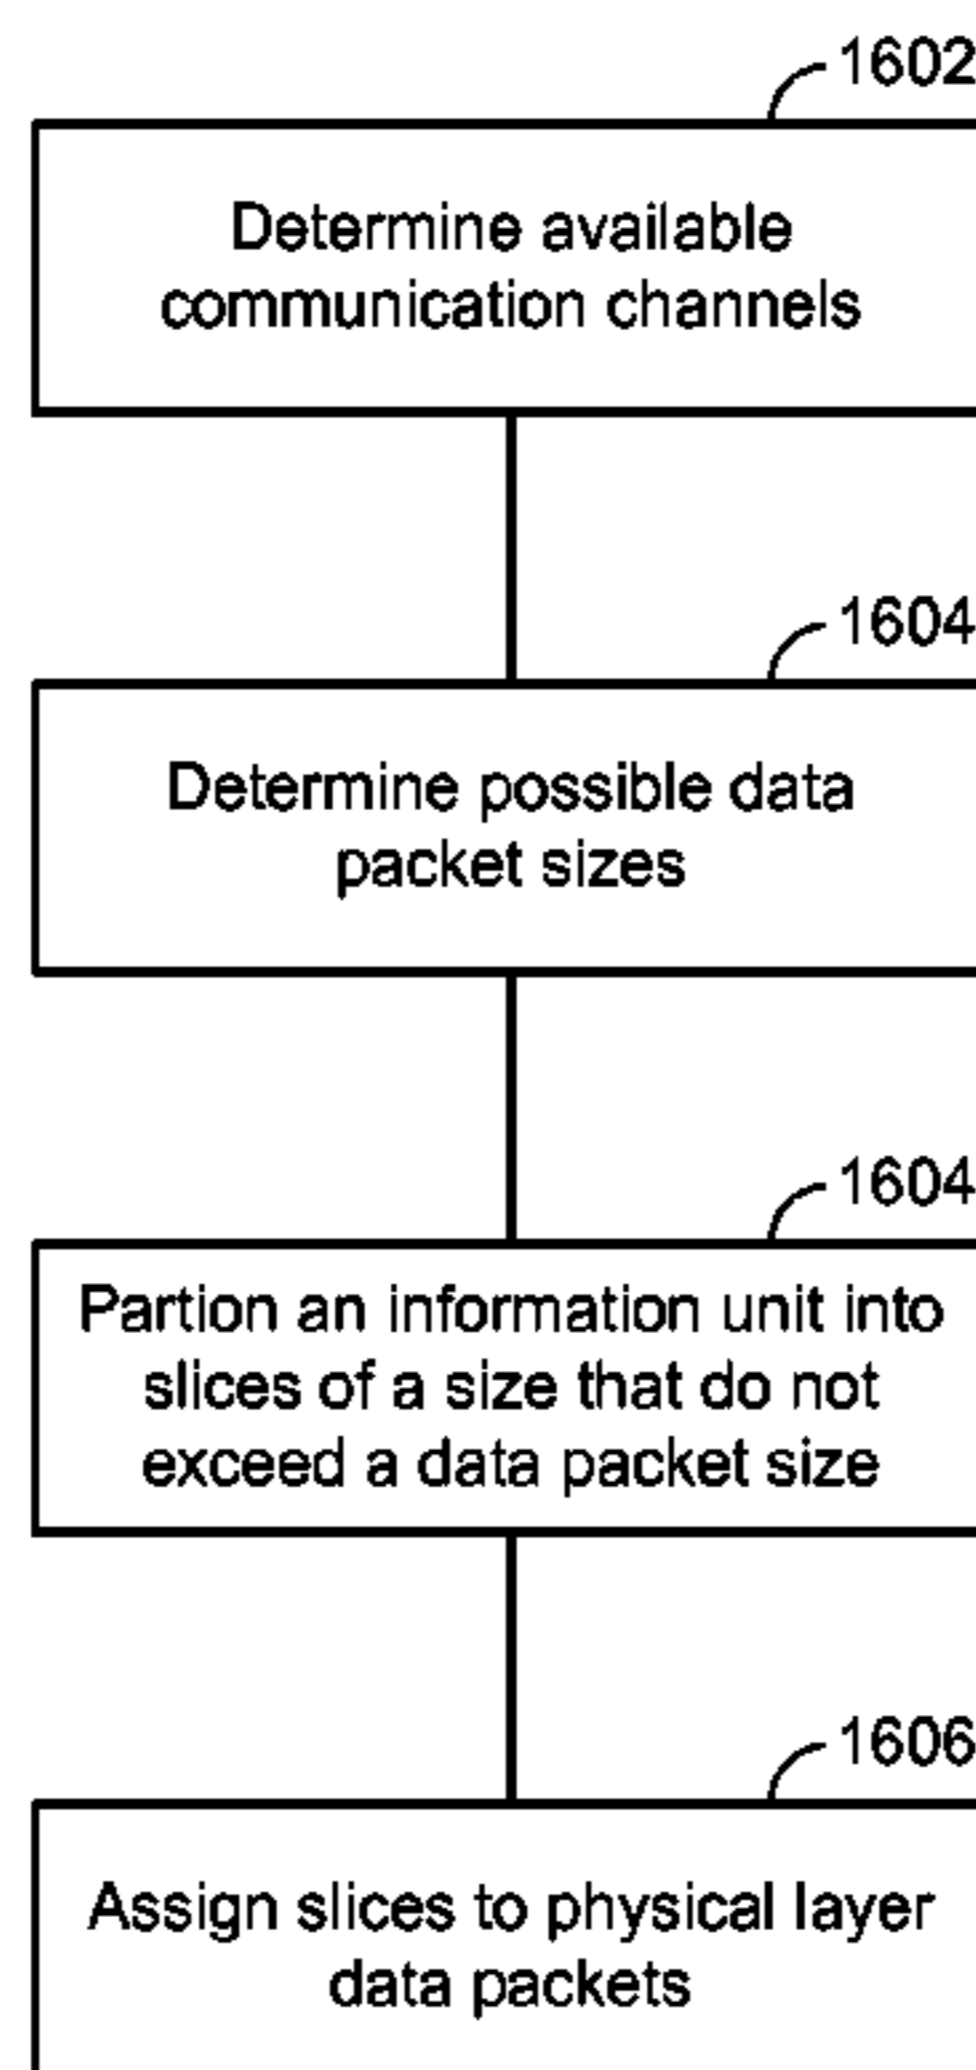 1602
Determine available
communication channels
1604
Determine possible data
packet sizes
1604
Partion an information unit into
slices of a size that do not
exceed a data packet size
1606
Assign slices to physical layer
data packets